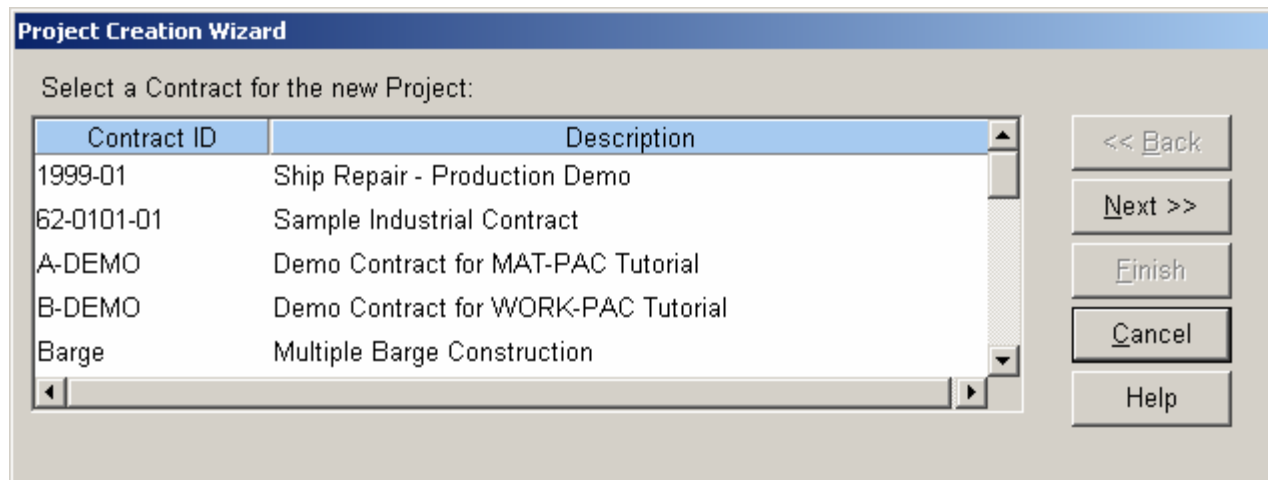 Project Creation Wizard
Select a Contract for the new Project:
Contract ID Description
1999-01 Ship Repair - Production Demo
62-0101-01 Sample Industrial Contract
A-DEMO Demo Contract for MAT-PAC Tutorial
B-DEMO Demo Contract for WORK-PAC Tutorial
Barge Multiple Barge Construction
<< Back
Next >>
Finish
Cancel
Help